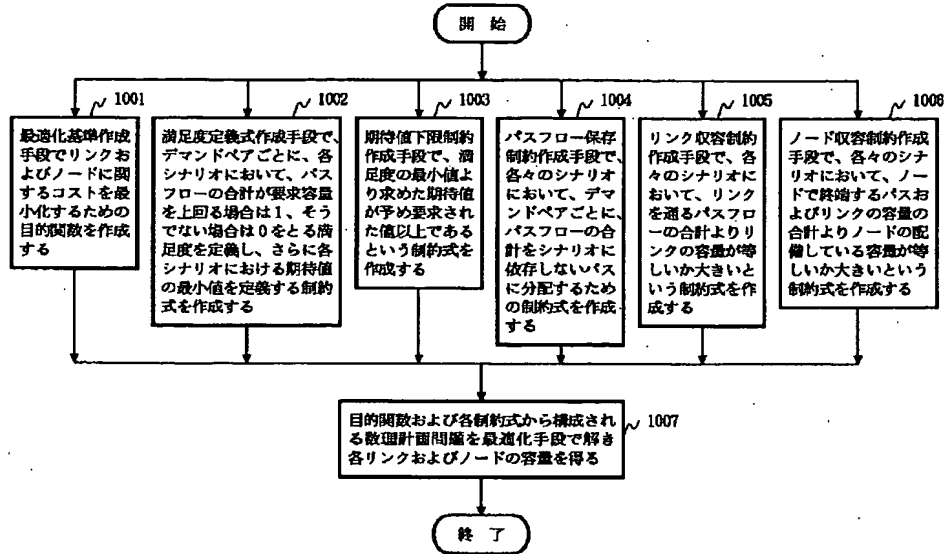 開 始
1001
最適化基準作成
手段でリンクお
よびノードに関
するコストを最
小化するための
目的関数を作成
する
1002
満足度定義式作成手段で、
デマンドペアごとに、各
シナリオにおいて、パス
フローの合計が要求容量
を上回る場合は1、そう
でない場合は0をとる満
足度を定義し、さらに各
シナリオにおける期待値
の最小値を定義する制約
式を作成する
1003
期待値下限制約
作成手段で、満
足度の最小値よ
り求めた期待値
が予め要求され
た値以上である
という制約式を
作成する
1004
パスフロー保存
制約作成手段で、
各々のシナリオ
において、デマ
ンドペアごとに、
パスフローの合
計をシナリオに
依存しないパス
に分配するため
の制約式を作成
する
1005
リンク収容制約
作成手段で、各
々のシナリオに
おいて、リンク
を通るパスフロ
ーの合計よりリ
ンクの容量が等
しいか大きいと
いう制約式を作
成する
1006
ノード収容制約作成
手段で、各々のシナ
リオにおいて、ノー
ドで終端するパスお
よびリンクの容量の
合計よりノードの配
備している容量が等
しいか大きいという
制約式を作成する
目的関数および各制約式から構成され
る数理計画問題を最適化手段で解き
各リンクおよびノードの容量を得る
1007
終 了